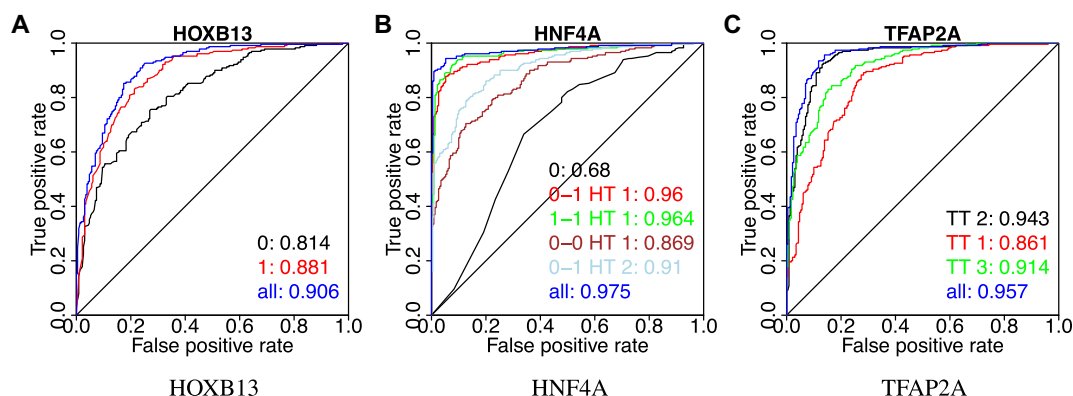 A
HOXB13
True positive rate
0.0 0.2 0.4 0.6 0.8 1.0
0: 0.814
1: 0.881
all: 0.906
0.0 0.2 0.4 0.6 0.8 1.0
False positive rate
HOXB13
B
HNF4A
True positive rate
0.0 0.2 0.4 0.6 0.8 1.0
0: 0.68
0−1 HT 1: 0.96
1−1 HT 1: 0.964
0−0 HT 1: 0.869
0−1 HT 2: 0.91
all: 0.975
0.0 0.2 0.4 0.6 0.8 1.0
False positive rate
HNF4A
C
TFAP2A
True positive rate
0.0 0.2 0.4 0.6 0.8 1.0
TT 2: 0.943
TT 1: 0.861
TT 3: 0.914
all: 0.957
0.0 0.2 0.4 0.6 0.8 1.0
False positive rate
TFAP2A